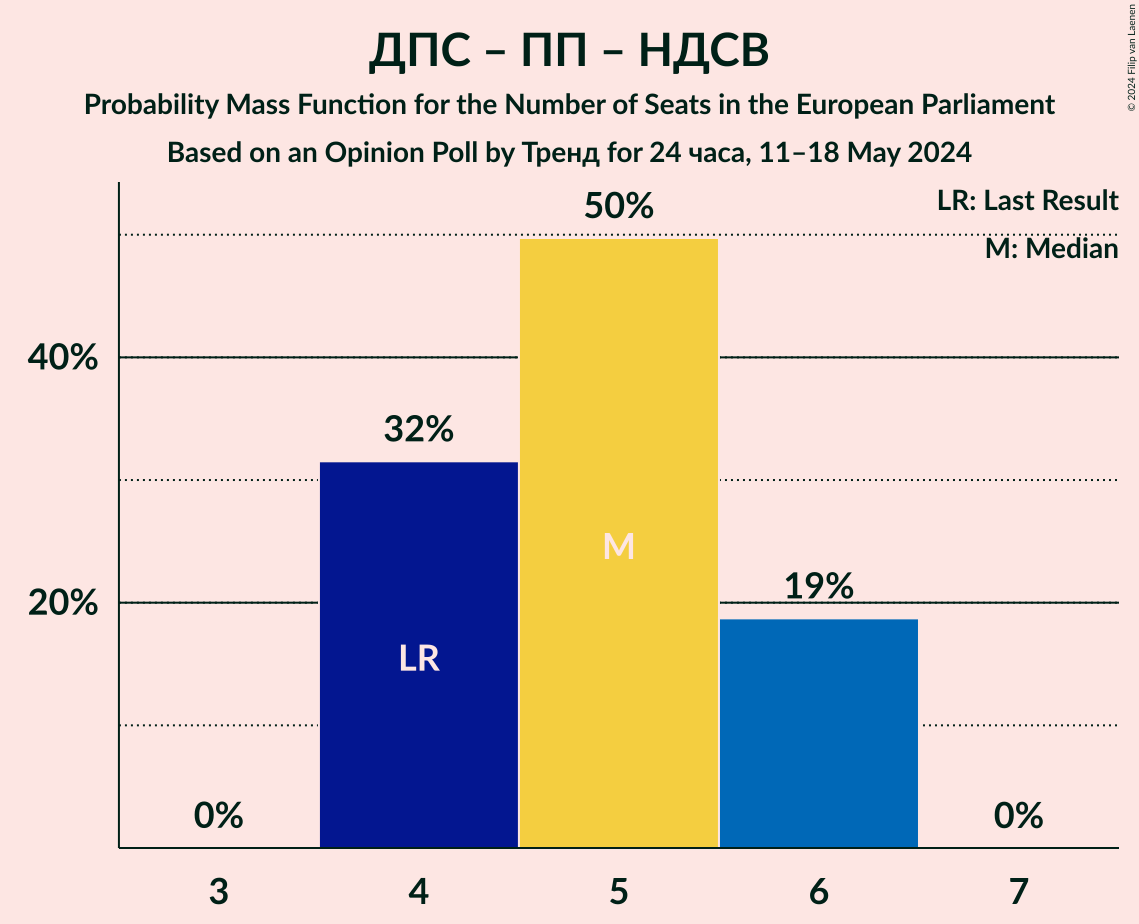 ДПС – ПП – НДСВ
Probability Mass Function for the Number of Seats in the European Parliament
Based on an Opinion Poll by Тренд for 24 часа, 11–18 May 2024
© 2024 Filip van Laenen
LR: Last Result
M: Median
50%
40%
32%
M
19%
20%
LR
0%
0%
3
4
5
6
7